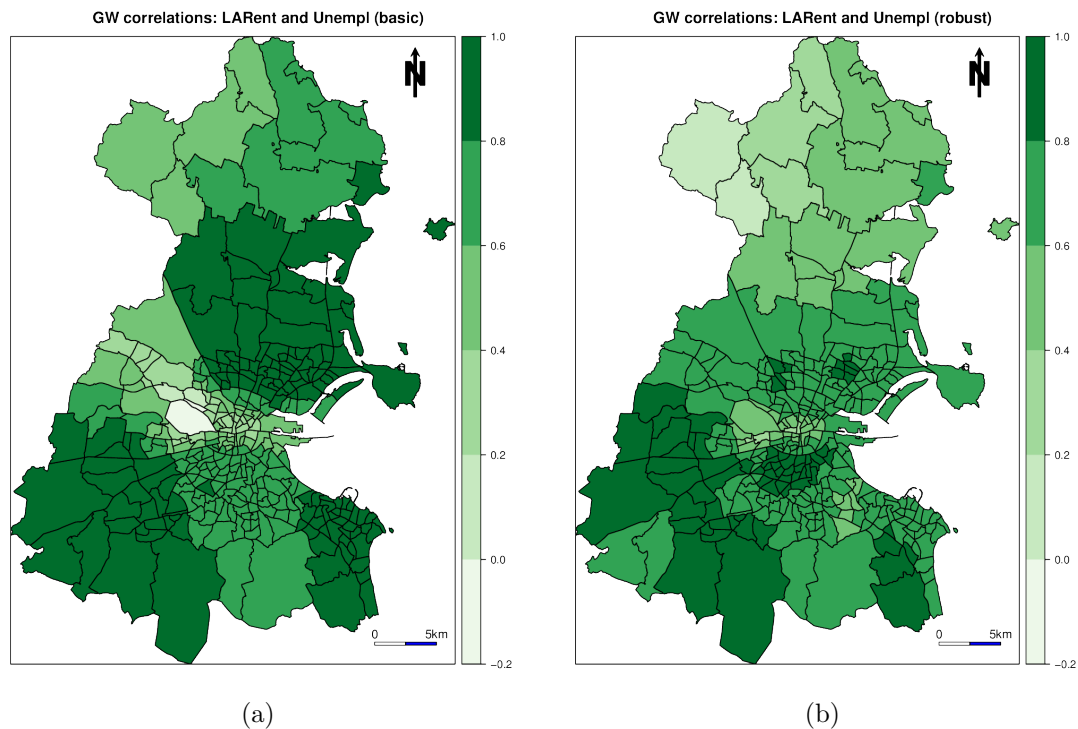 GW correlations: LARent and Unempl (basic)
GW correlations: LARent and Unempl (robust)
N
1.0
0.8
0.6
0.4
0.2
0.0
−0.2
0 5km
N
1.0
0.8
0.6
0.4
0.2
0.0
−0.2
0 5km
(a)
(b)